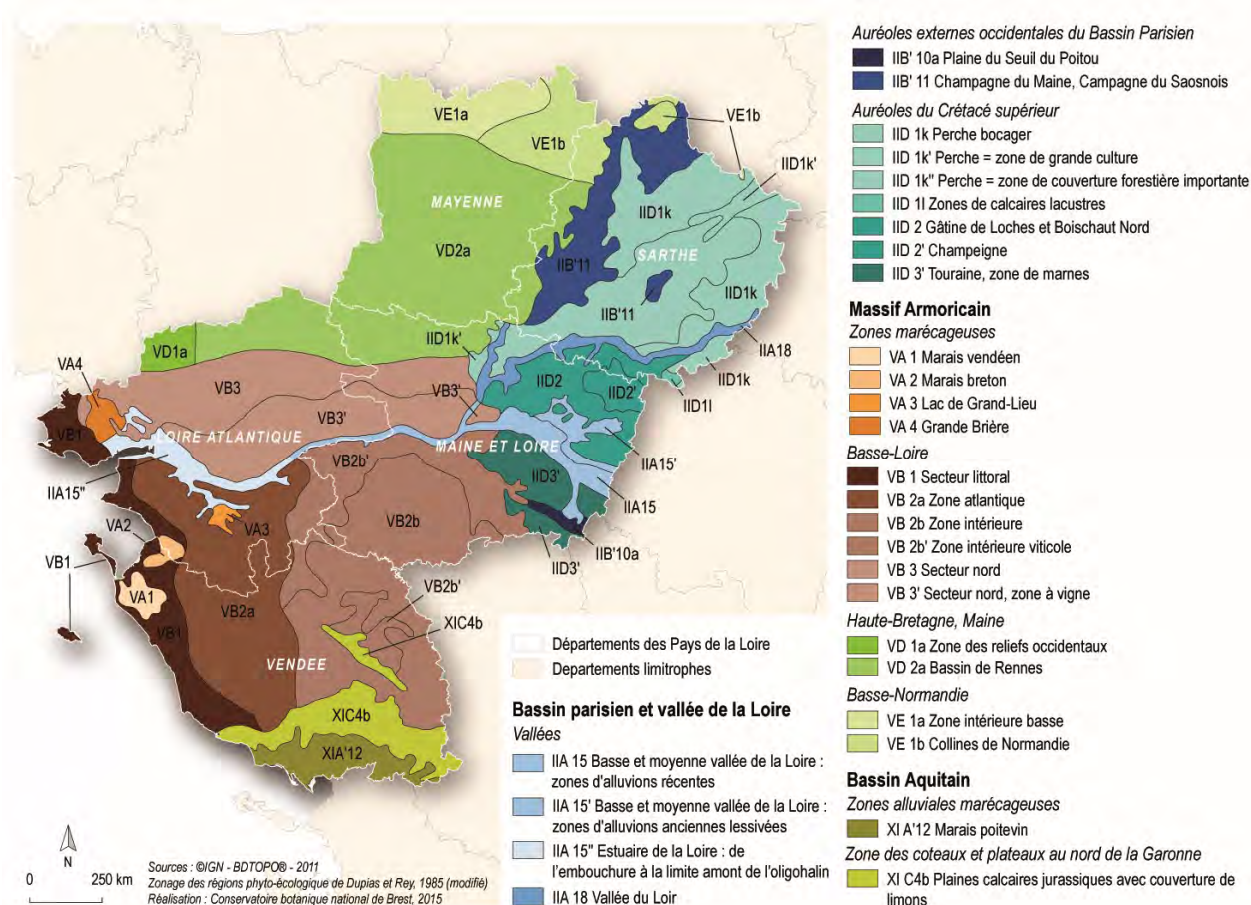 VE1a
VE1b
VE1b
IID1k'
MAYENNE
IID1k
VD2a
SARTHE
IIB'11
IID1k
IIB'11
IID1k'
VD1a
IIA18
VA4
IID1k
VB3
VB3'
IID2
IID2'
IID1l
VB3'
VB1
LOIRE ATLANTIQUE
MAINE ET LOIRE
VB2b'
IIA15'
IIA15"
IID3'
IIA15
VA2
VA3
VB2b
IIB'10a
VB1
IID3'
VB2b'
VA1
VB2a
XIC4b
VB1
VENDEE
XIC4b
XIA'12
N
0 250 km
Sources : ©IGN - BDTOPO® - 2011
Zonage des régions phyto-écologique de Dupias et Rey, 1985 (modifié)
Réalisation : Conservatoire botanique national de Brest, 2015
Départements des Pays de la Loire
Departements limitrophes
Bassin parisien et vallée de la Loire
Vallées
IIA 15 Basse et moyenne vallée de la Loire :
zones d'alluvions récentes
IIA 15' Basse et moyenne vallée de la Loire :
zones d'alluvions anciennes lessivées
IIA 15" Estuaire de la Loire : de
l'embouchure à la limite amont de l'oligohalin
IIA 18 Vallée du Loir
Auréoles externes occidentales du Bassin Parisien
IIB' 10a Plaine du Seuil du Poitou
IIB' 11 Champagne du Maine, Campagne du Saosnois
Auréoles du Crétacé supérieur
IID 1k Perche bocager
IID 1k' Perche = zone de grande culture
IID 1k" Perche = zone de couverture forestière importante
IID 1l Zones de calcaires lacustres
IID 2 Gâtine de Loches et Boischaut Nord
IID 2' Champeigne
IID 3' Touraine, zone de marnes
Massif Armoricain
Zones marécageuses
VA 1 Marais vendéen
VA 2 Marais breton
VA 3 Lac de Grand-Lieu
VA 4 Grande Brière
Basse-Loire
VB 1 Secteur littoral
VB 2a Zone atlantique
VB 2b Zone intérieure
VB 2b' Zone intérieure viticole
VB 3 Secteur nord
VB 3' Secteur nord, zone à vigne
Haute-Bretagne, Maine
VD 1a Zone des reliefs occidentaux
VD 2a Bassin de Rennes
Basse-Normandie
VE 1a Zone intérieure basse
VE 1b Collines de Normandie
Bassin Aquitain
Zones alluviales marécageuses
XI A'12 Marais poitevin
Zone des coteaux et plateaux au nord de la Garonne
XI C4b Plaines calcaires jurassiques avec couverture de
limons